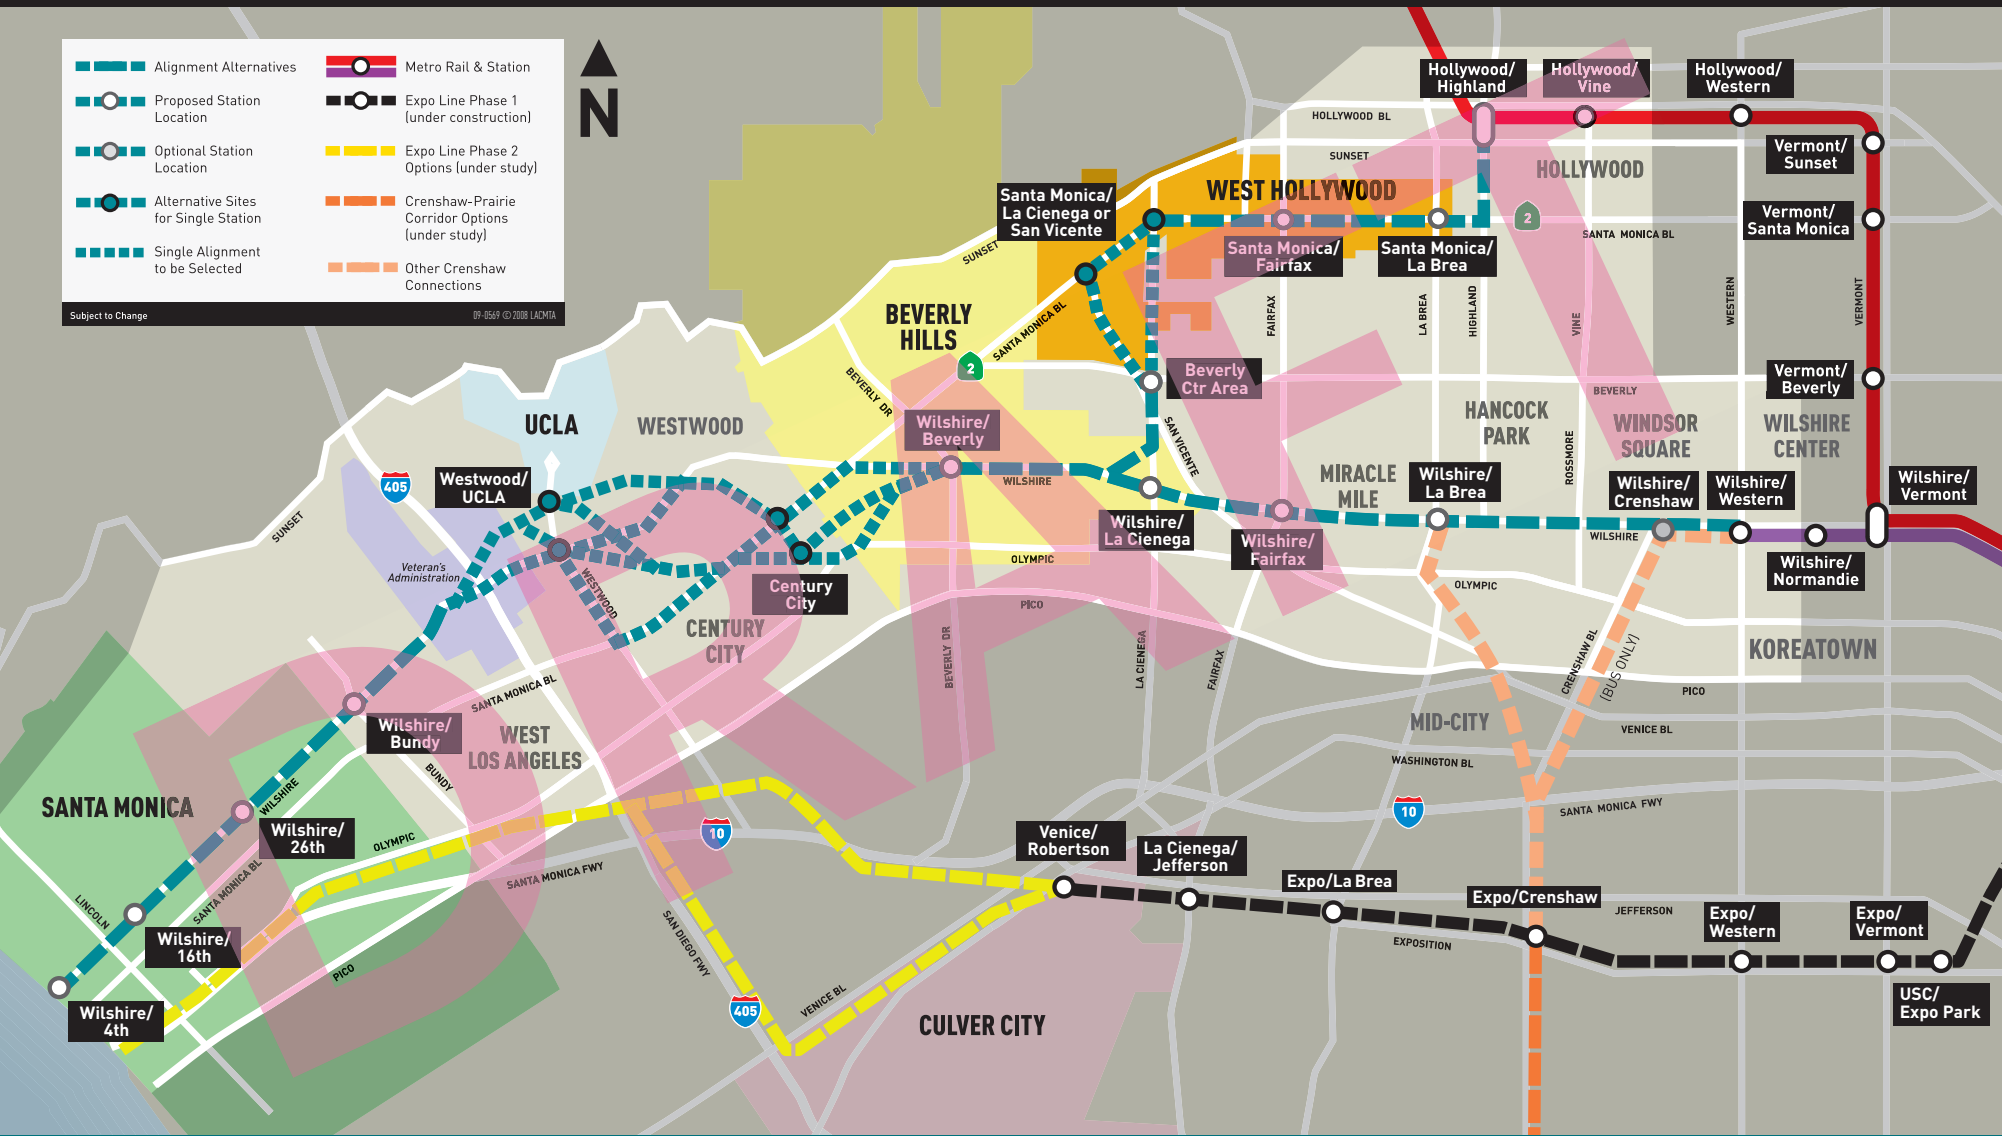 Alignment Alternatives
Proposed Station
Location
Optional Station
Location
Alternative Sites
for Single Station
Single Alignment
to be Selected
Metro Rail & Station
Expo Line Phase 1
(under construction)
Expo Line Phase 2
Options (under study)
Crenshaw-Prairie
Corridor Options
(under study)
Other Crenshaw
Connections
Subject to Change
09-0569 © 2008 LACMTA
N
DRAFT
Hollywood/
Highland
Hollywood/
Vine
Hollywood/
Western
HOLLYWOOD BL
SUNSET
HOLLYWOOD
Vermont/
Sunset
WEST HOLLYWOOD
Santa Monica/
La Cienega or
San Vicente
2
Vermont/
Santa Monica
SANTA MONICA BL
SUNSET
Santa Monica/
Fairfax
Santa Monica/
La Brea
FAIRFAX
LA BREA
HIGHLAND
VINE
WESTERN
VERMONT
BEVERLY
HILLS
SANTA MONICA BL
2
BEVERLY DR
Beverly
Ctr Area
Vermont/
Beverly
BEVERLY
UCLA
WESTWOOD
Wilshire/
Beverly
SAN VICENTE
HANCOCK
PARK
ROSSMORE
WINDSOR
SQUARE
WILSHIRE
CENTER
405
Westwood/
UCLA
WILSHIRE
MIRACLE
MILE
Wilshire/
La Brea
Wilshire/
Crenshaw
Wilshire/
Western
Wilshire/
Vermont
SUNSET
Wilshire/
La Cienega
Wilshire/
Fairfax
WILSHIRE
Wilshire/
Normandie
Veteran's
Administration
WESTWOOD
Century
City
OLYMPIC
OLYMPIC
PICO
CENTURY
CITY
BEVERLY DR
LA CIENEGA
FAIRFAX
CRENSHAW BL
(BUS ONLY)
KOREATOWN
PICO
SANTA MONICA BL
Wilshire/
Bundy
WEST
LOS ANGELES
MID-CITY
VENICE BL
WASHINGTON BL
BUNDY
SANTA MONICA
WILSHIRE
Wilshire/
26th
OLYMPIC
10
10
SANTA MONICA FWY
Venice/
Robertson
La Cienega/
Jefferson
SANTA MONICA BL
SANTA MONICA FWY
Expo/La Brea
Expo/Crenshaw
JEFFERSON
Expo/
Western
Expo/
Vermont
LINCOLN
Wilshire/
16th
SAN DIEGO FWY
EXPOSITION
PICO
405
VENICE BL
Wilshire/
4th
CULVER CITY
USC/
Expo Park